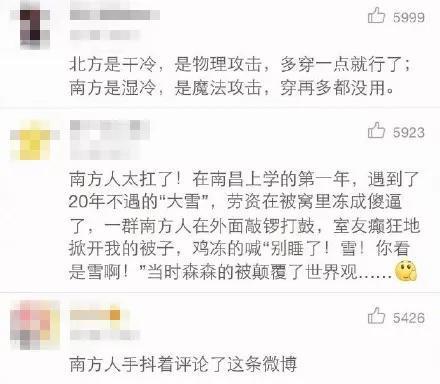 5999
北方是干冷，是物理攻击，多穿一点就行了；
南方是湿冷，是魔法攻击，穿再多都没用。
5923
南方人太扛了！在南昌上学的第一年，遇到了
20年不遇的“大雪”，劳资在被窝里冻成傻逼
了，一群南方人在外面敲锣打鼓，室友癫狂地
掀开我的被子，鸡冻的喊“别睡了！雪！你看
是雪啊！”当时森森的被颠覆了世界观……
5426
南方人手抖着评论了这条微博